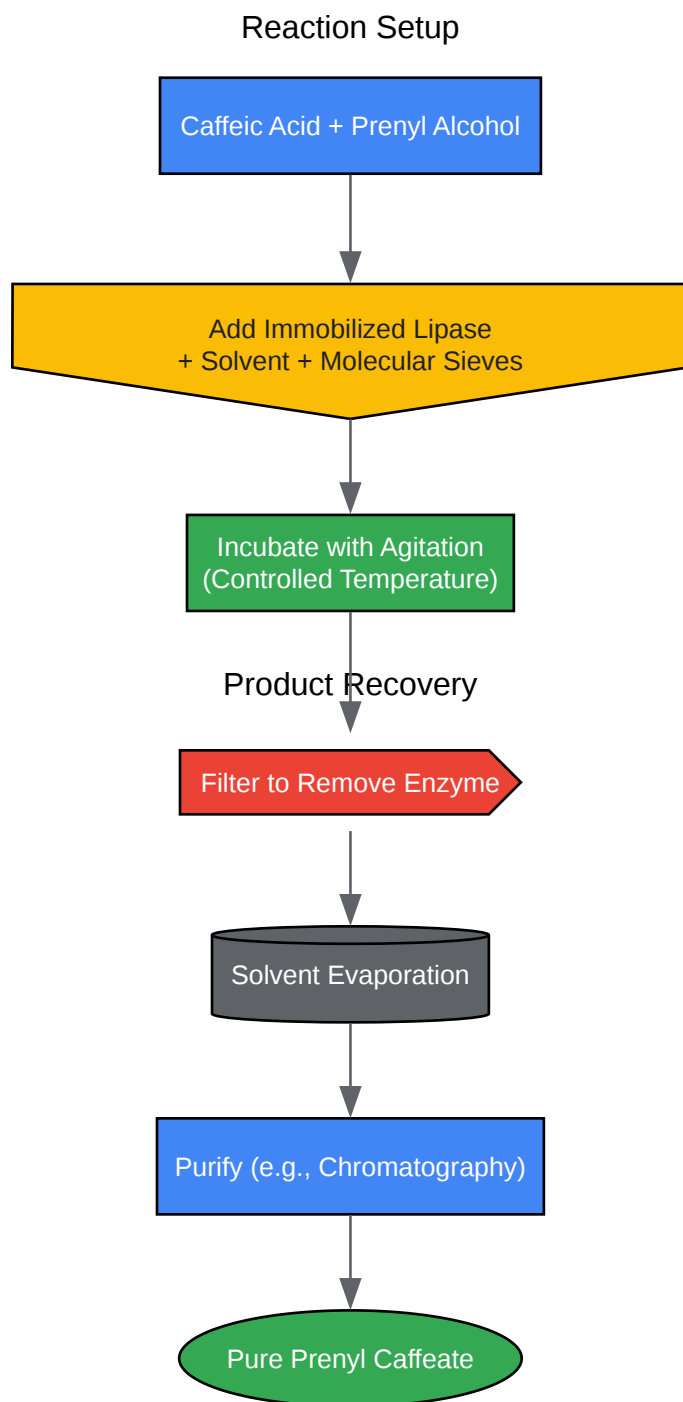 Reaction Setup
Caffeic Acid + Prenyl Alcohol
Add Immobilized Lipase
+ Solvent + Molecular Sieves
Incubate with Agitation
(Controlled Temperature)
Product Recovery
Filter to Remove Enzyme
Solvent Evaporation
Purify (e.g., Chromatography)
Pure Prenyl Caffeate